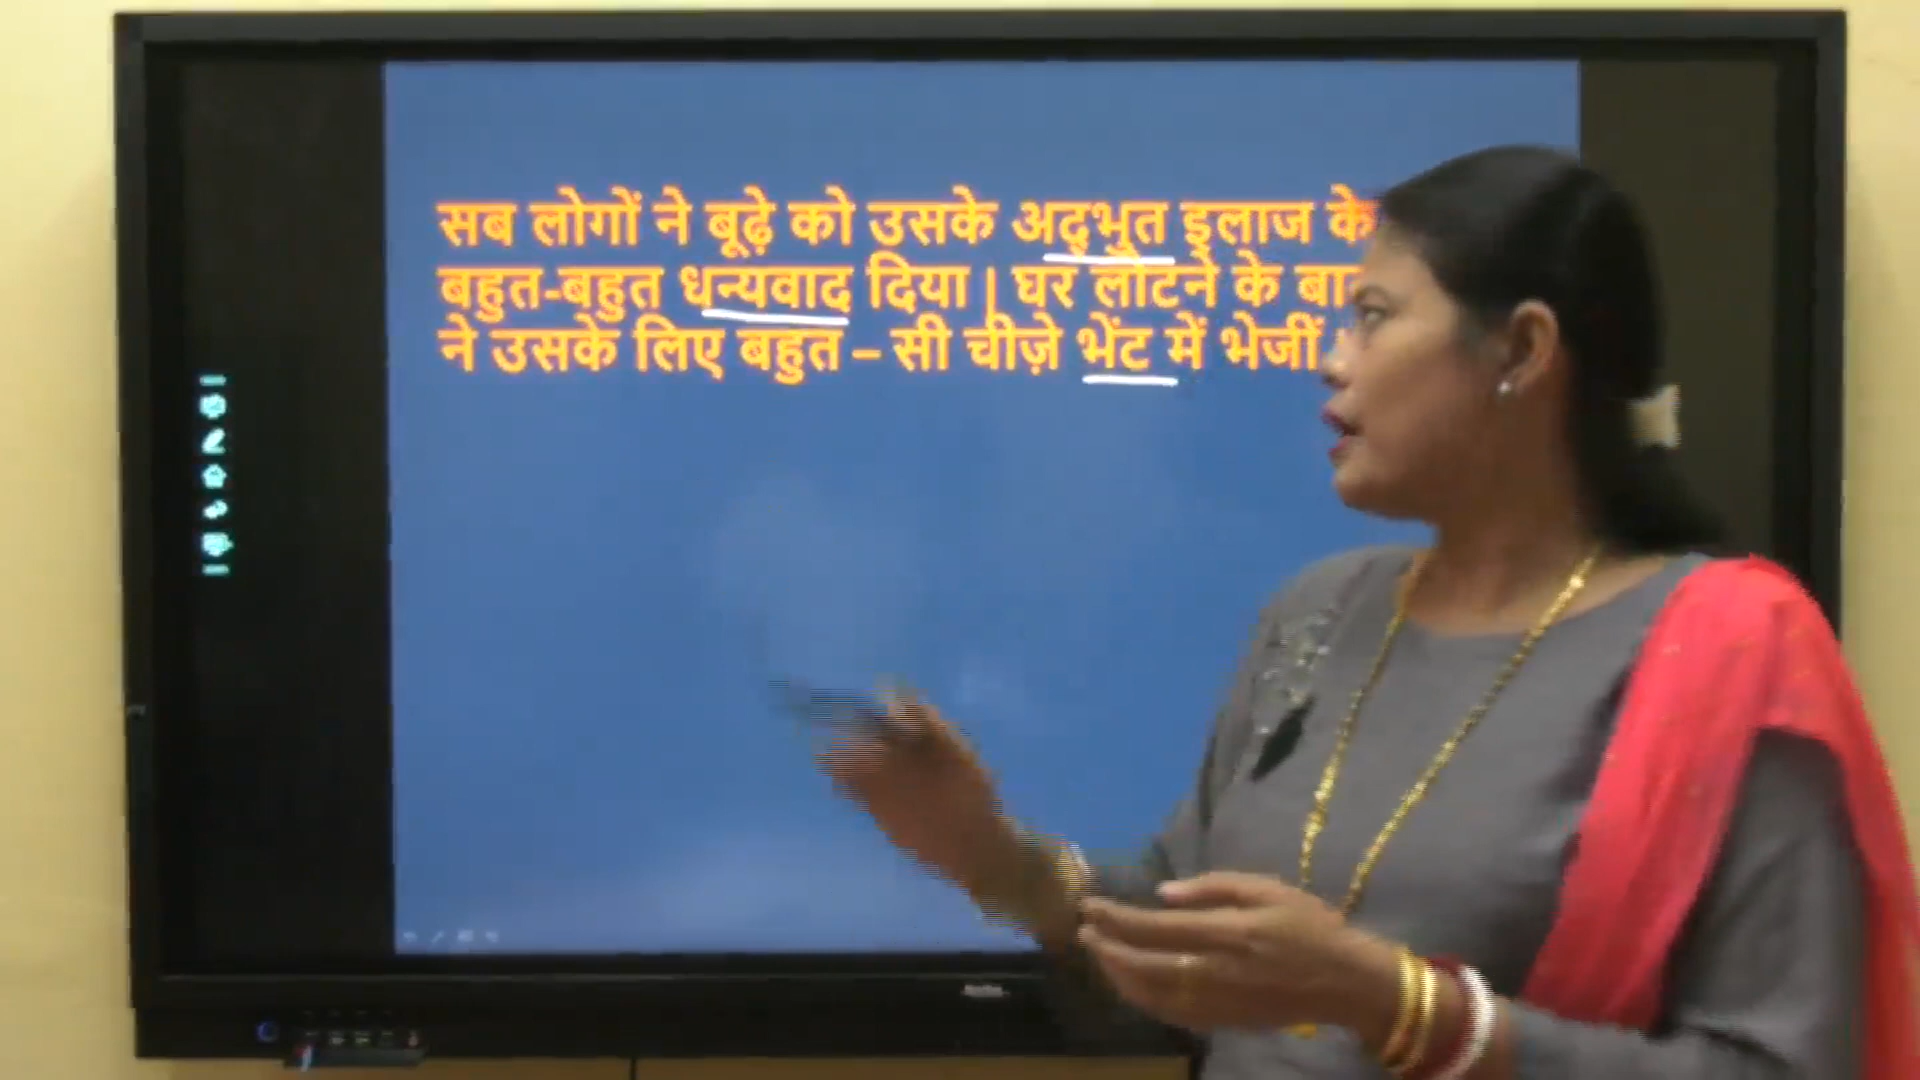 सब लोगों ने बूढ़े को उसके अद्भुत इलाज के
बहुत-बहुत धन्यवाद दिया | घर लौटने के
ने उसके लिए बहुत – सी चीज़े भेंट में भेजीं